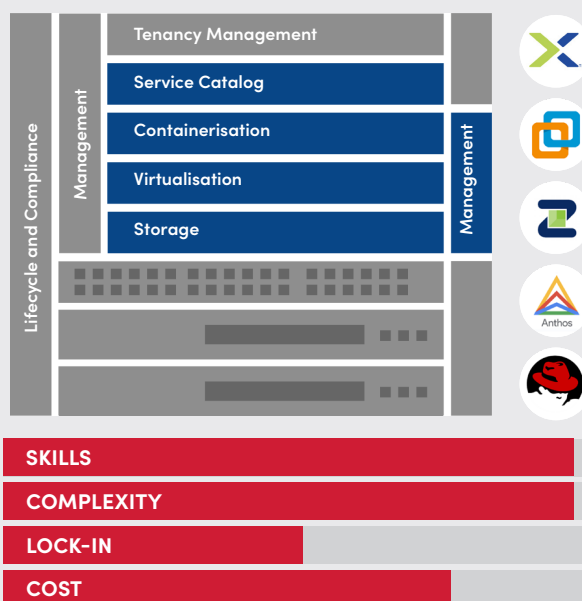 Tenancy Management
Service Catalog
Containerisation
Virtualisation
Storage
Lifecycle and Compliance
Management
Management
Anthos
SKILLS
COMPLEXITY
LOCK-IN
COST